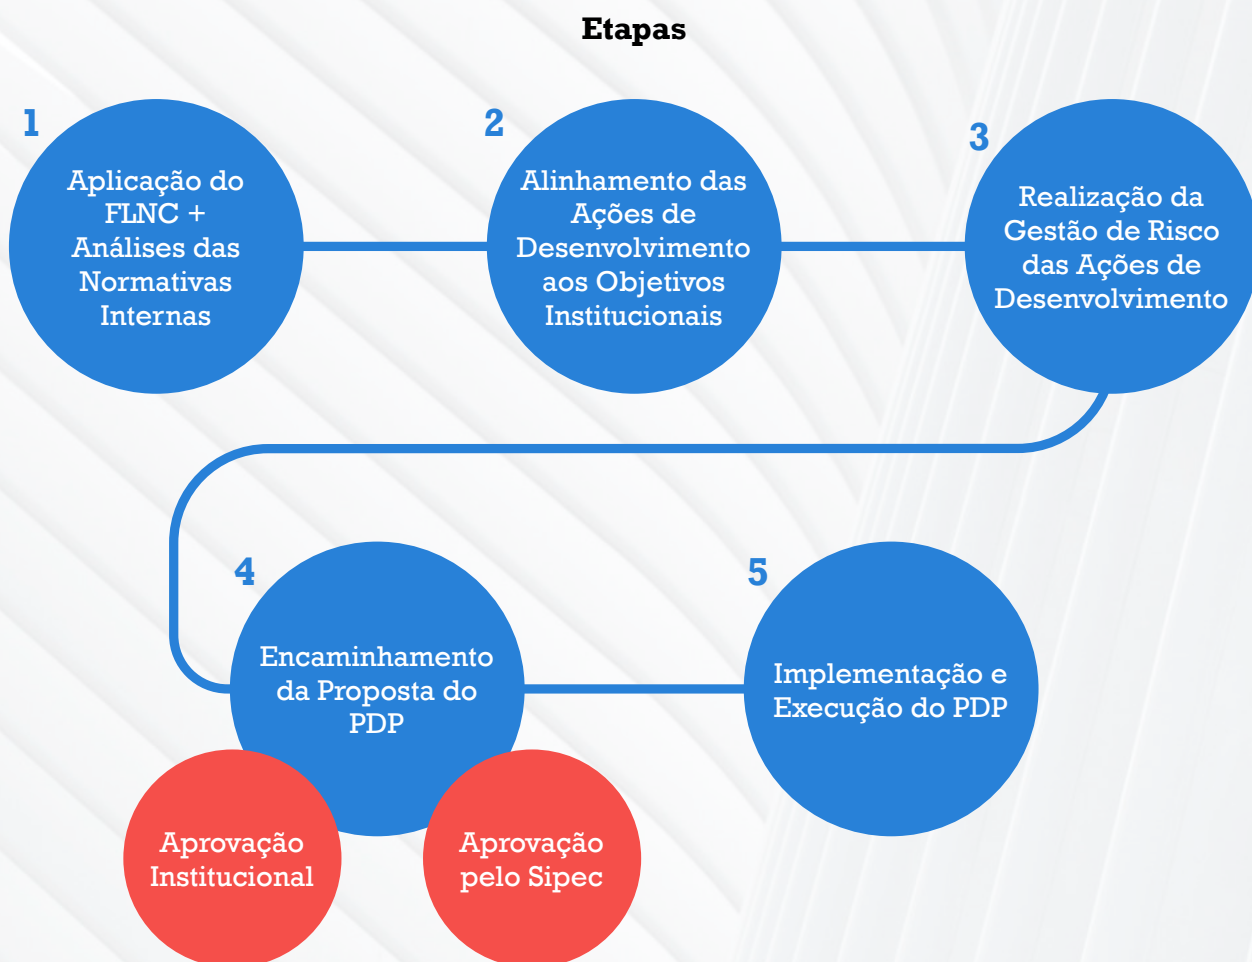 Etapas
1
Aplicação do
FLNC +
Análises das
Normativas
Internas
2
Alinhamento das
Ações de
Desenvolvimento
aos Objetivos
Institucionais
3
Realização da
Gestão de Risco
das Ações de
Desenvolvimento
4
Encaminhamento
da Proposta do
PDP
Aprovação
Institucional
Aprovação
pelo Sipec
5
Implementação e
Execução do PDP